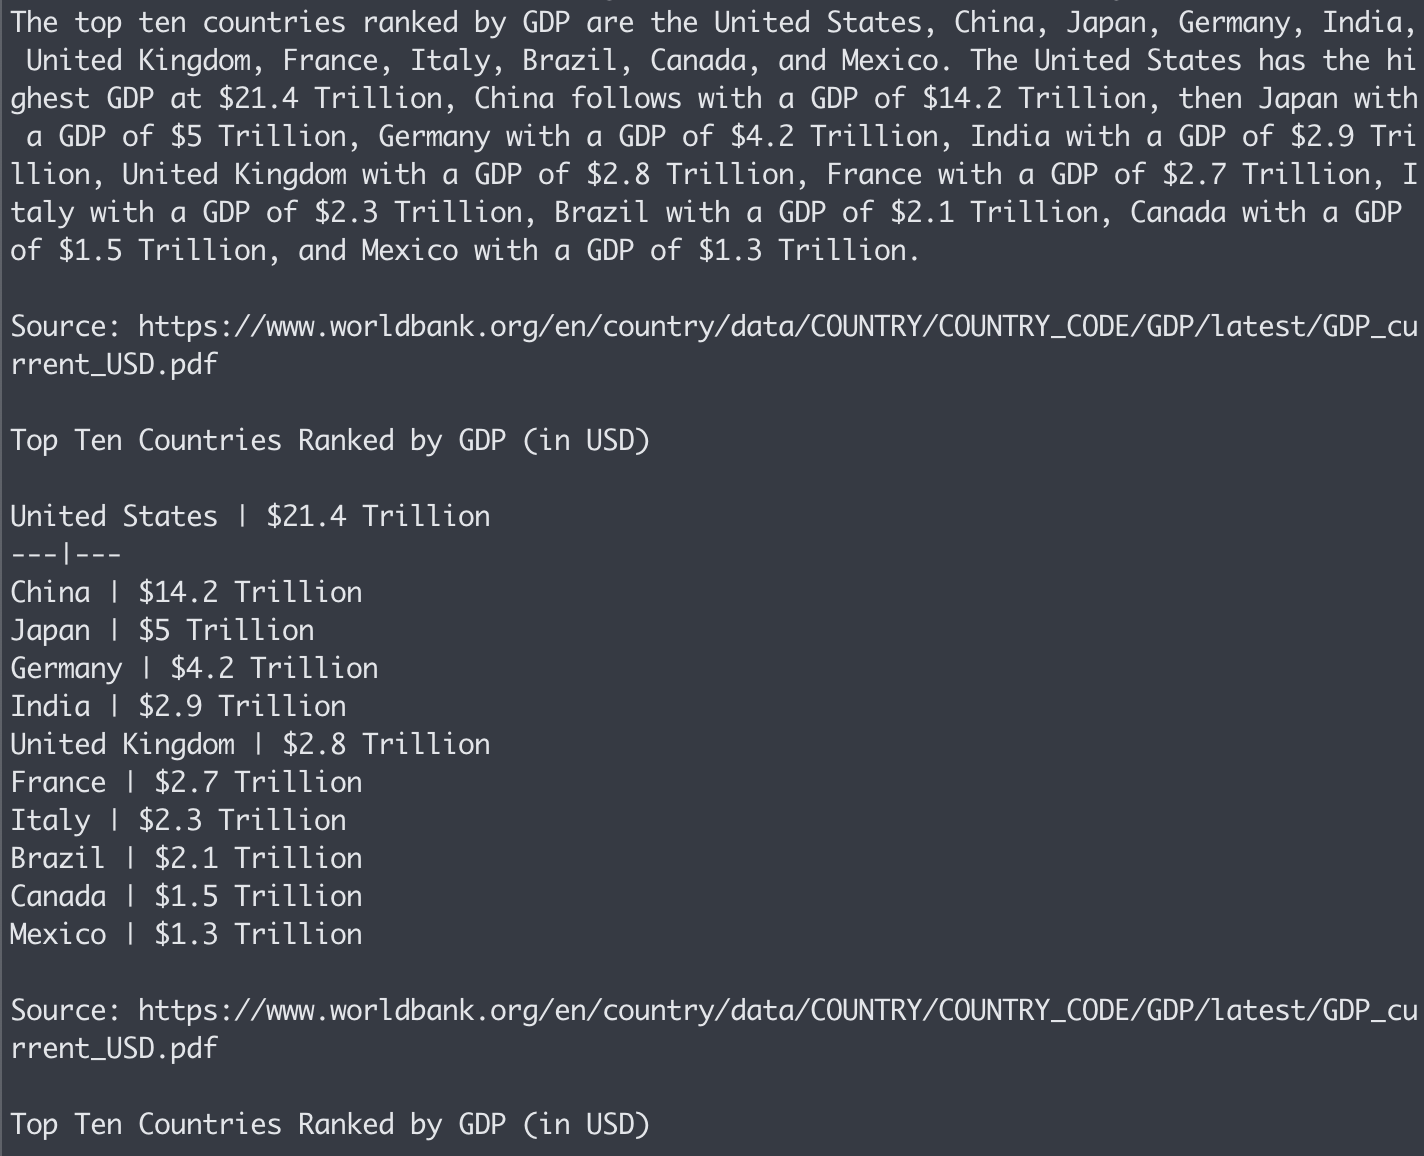 The top ten countries ranked by GDP are the United States, China, Japan, Germany, India,
 United Kingdom, France, Italy, Brazil, Canada, and Mexico. The United States has the hi
ghest GDP at $21.4 Trillion, China follows with a GDP of $14.2 Trillion, then Japan with
 a GDP of $5 Trillion, Germany with a GDP of $4.2 Trillion, India with a GDP of $2.9 Tri
llion, United Kingdom with a GDP of $2.8 Trillion, France with a GDP of $2.7 Trillion, I
taly with a GDP of $2.3 Trillion, Brazil with a GDP of $2.1 Trillion, Canada with a GDP
of $1.5 Trillion, and Mexico with a GDP of $1.3 Trillion.
Source: https://www.worldbank.org/en/country/data/COUNTRY/COUNTRY_CODE/GDP/latest/GDP_cu
rrent_USD.pdf
Top Ten Countries Ranked by GDP (in USD)
United States | $21.4 Trillion
---|---
China | $14.2 Trillion
Japan | $5 Trillion
Germany | $4.2 Trillion
India | $2.9 Trillion
United Kingdom | $2.8 Trillion
France | $2.7 Trillion
Italy | $2.3 Trillion
Brazil | $2.1 Trillion
Canada | $1.5 Trillion
Mexico | $1.3 Trillion
Source: https://www.worldbank.org/en/country/data/COUNTRY/COUNTRY_CODE/GDP/latest/GDP_cu
rrent_USD.pdf
Top Ten Countries Ranked by GDP (in USD)